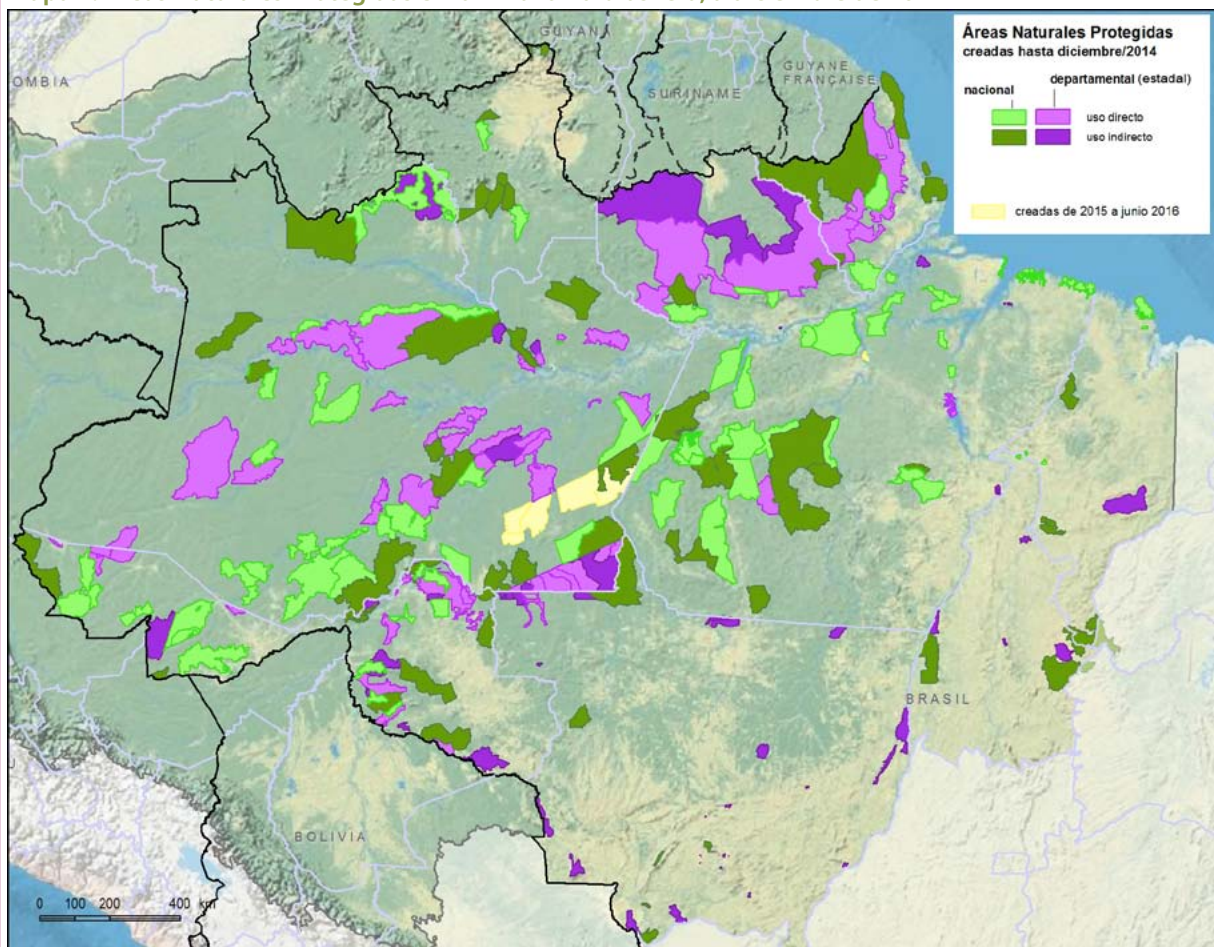 GUYANA
OMBIA
SURINAME
GUYANE
FRANÇAISE
Áreas Naturales Protegidas
creadas hasta diciembre/2014
departamental (estadal)
nacional
uso directo
uso indirecto
creadas de 2015 a junio 2016
BRASIL
BOLIVIA
0 100 200 400 km